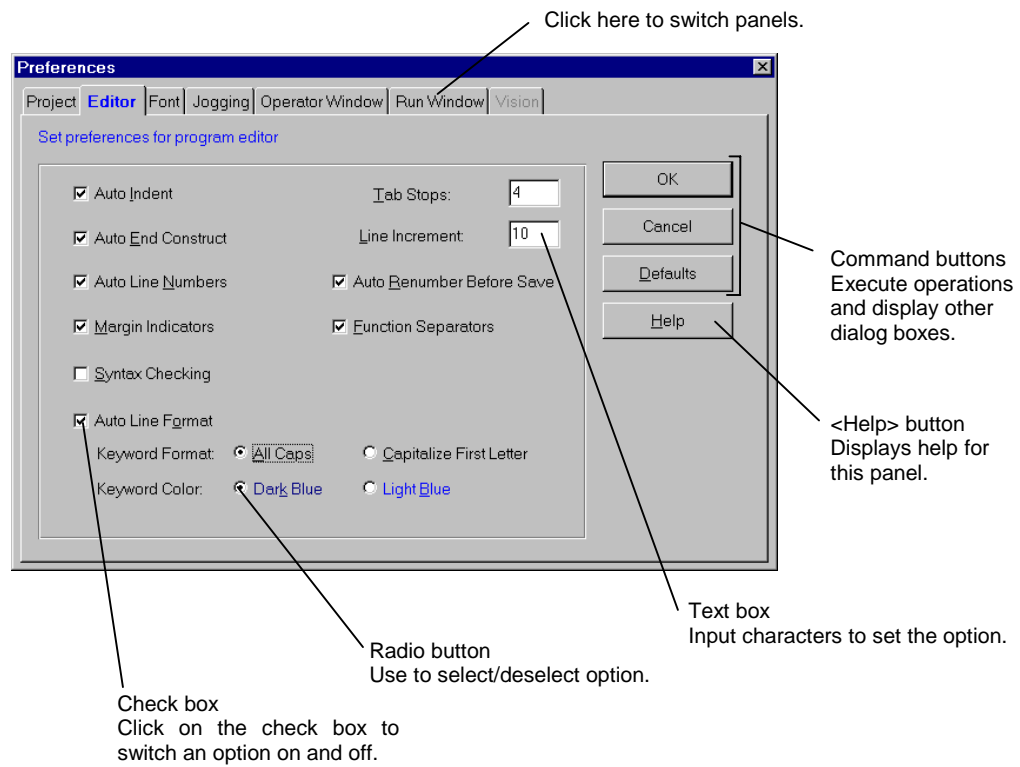 Click here to switch panels.
Preferences
Project Editor Font Jogging Operator Window Run Window Vision
Set preferences for program editor
Auto Indent
Tab Stops: 4
OK
Auto End Construct
Line Increment: 10
Cancel
Auto Line Numbers
Auto Renumber Before Save
Defaults
Margin Indicators
Function Separators
Help
Syntax Checking
Auto Line Format
Keyword Format: All Caps Capitalize First Letter
Keyword Color: Dark Blue Light Blue
Command buttons
Execute operations
and display other
dialog boxes.
<Help> button
Displays help for
this panel.
Text box
Input characters to set the option.
Radio button
Use to select/deselect option.
Check box
Click on the check box to
switch an option on and off.